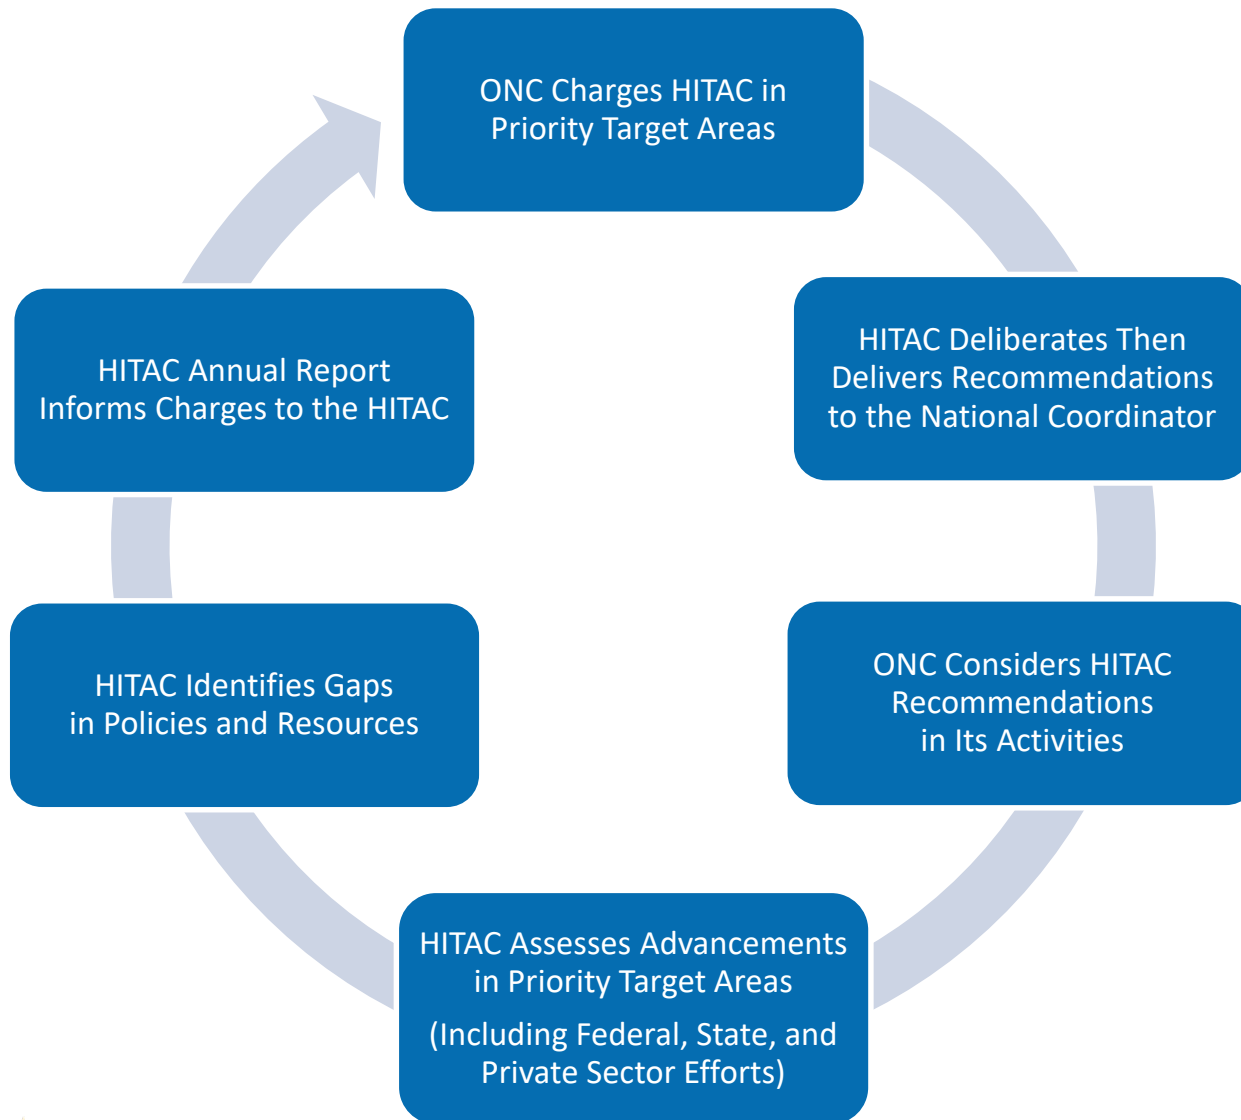 ONC Charges HITAC in
Priority Target Areas
HITAC Deliberates Then
Delivers Recommendations
to the National Coordinator
ONC Considers HITAC
Recommendations
in Its Activities
HITAC Assesses Advancements
in Priority Target Areas
(Including Federal, State, and
Private Sector Efforts)
HITAC Identifies Gaps
in Policies and Resources
HITAC Annual Report
Informs Charges to the HITAC